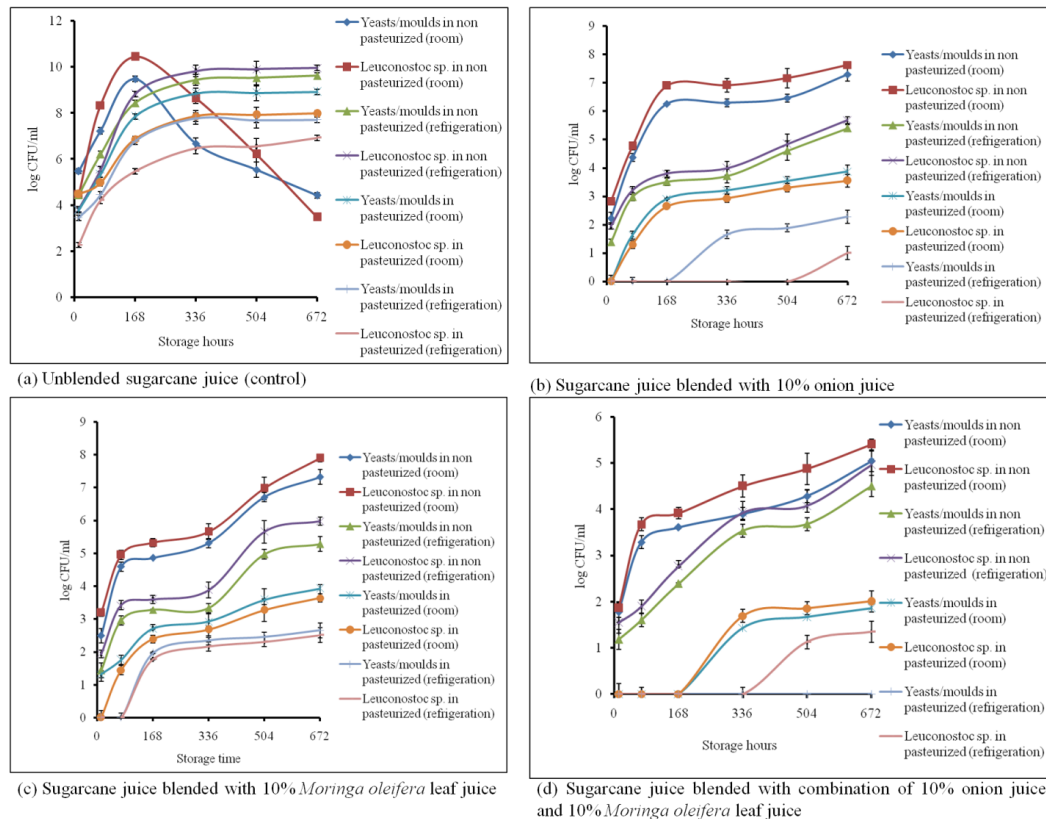 12
10
8
6
4
2
0
log CFU/ml
0 168 336 504 672
Storage hours
Yeasts/moulds in non
pasteurized (room)
Leuconostoc sp. in non
pasteurized (room)
Yeasts/moulds in non
pasteurized (refrigeration)
Leuconostoc sp. in non
pasteurized (refrigeration)
Yeasts/moulds in
pasteurized (room)
Leuconostoc sp. in
pasteurized (room)
Yeasts/moulds in
pasteurized (refrigeration)
Leuconostoc sp. in
pasteurized (refrigeration)
(a) Unblended sugarcane juice (control)
9
8
7
6
5
4
3
2
1
0
log CFU/ml
0 168 336 504 672
Storage hours
Yeasts/moulds in non
pasteurized (room)
Leuconostoc sp. in non
pasteurized (room)
Yeasts/moulds in non
pasteurized (refrigeration)
Leuconostoc sp. in non
pasteurized (refrigeration)
Yeasts/moulds in
pasteurized (room)
Leuconostoc sp. in
pasteurized (room)
Yeasts/moulds in
pasteurized (refrigeration)
Leuconostoc sp. in
pasteurized (refrigeration)
(b) Sugarcane juice blended with 10% onion juice
9
8
7
6
5
4
3
2
1
0
log CFU/ml
0 168 336 504 672
Storage time
Yeasts/moulds in non
pasteurized (room)
Leuconostoc sp. in non
pasteurized (room)
Yeasts/moulds in non
pasteurized (refrigeration)
Leuconostoc sp. in non
pasteurized (refrigeration)
Yeasts/moulds in
pasteurized (room)
Leuconostoc sp. in
pasteurized (room)
Yeasts/moulds in
pasteurized (refrigeration)
Leuconostoc sp. in
pasteurized (refrigeration)
(c) Sugarcane juice blended with 10% Moringa oleifera leaf juice
6
5
4
3
2
1
0
log CFU/ml
0 168 336 504 672
Storage hours
Yeasts/moulds in non
pasteurized (room)
Leuconostoc sp. in non
pasteurized (room)
Yeasts/moulds in non
pasteurized (refrigeration)
Leuconostoc sp. in non
pasteurized (refrigeration)
Yeasts/moulds in
pasteurized (room)
Leuconostoc sp. in
pasteurized (room)
Yeasts/moulds in
pasteurized (refrigeration)
Leuconostoc sp. in
pasteurized (refrigeration)
(d) Sugarcane juice blended with combination of 10% onion juice
and 10% Moringa oleifera leaf juice